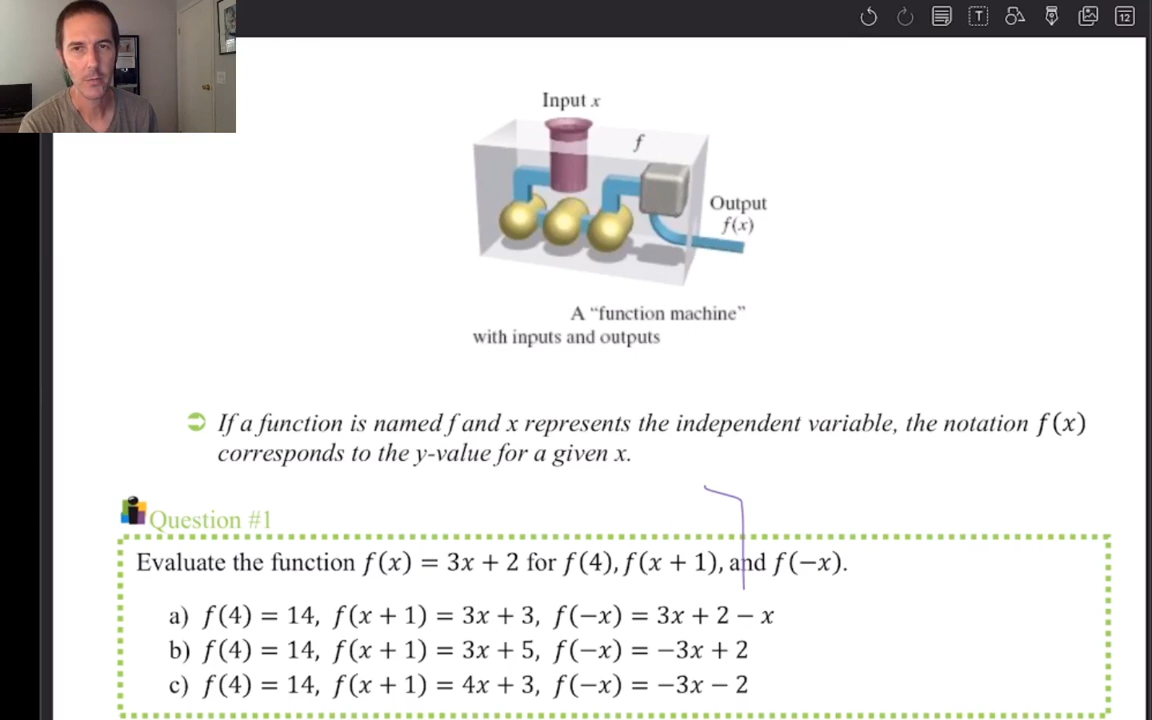 T
12
Input x
f
Output
f(x)
A “function machine”
with inputs and outputs
If a function is named f and x represents the independent variable, the notation f(x)
corresponds to the y-value for a given x.
Question #1
Evaluate the function f(x) = 3x + 2 for f(4), f(x + 1), and f(−x).
a) f(4) = 14, f(x + 1) = 3x + 3, f(−x) = 3x + 2 − x
b) f(4) = 14, f(x + 1) = 3x + 5, f(−x) = −3x + 2
c) f(4) = 14, f(x + 1) = 4x + 3, f(−x) = −3x − 2